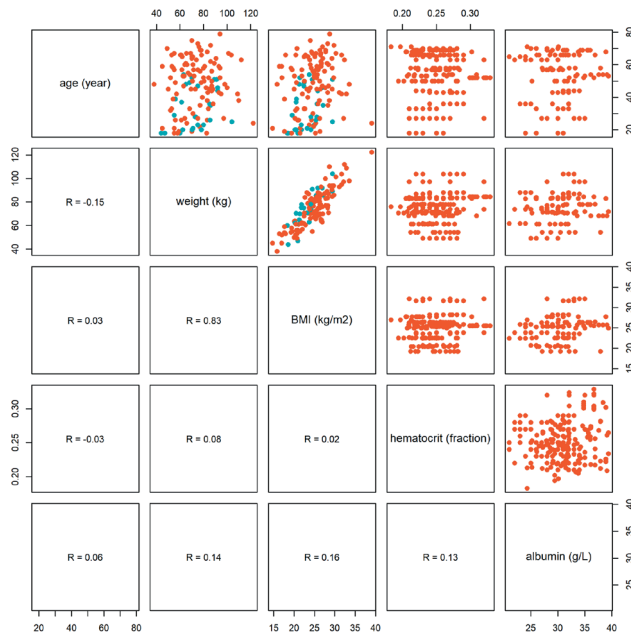 40 60 80 100 120 0.20 0.30
age (year)
20 40 60 80
40 60 80 100 120
R = -0.15
weight (kg)
R = 0.03
R = 0.83
BMI (kg/m2)
15 20 25 30 35 40
0.20 0.25 0.30
R = -0.03
R = 0.08
R = 0.02
hematocrit (fraction)
R = 0.06
R = 0.14
R = 0.16
R = 0.13
albumin (g/L)
25 30 35 40
20 40 60 80 15 20 25 30 35 40 25 30 35 40